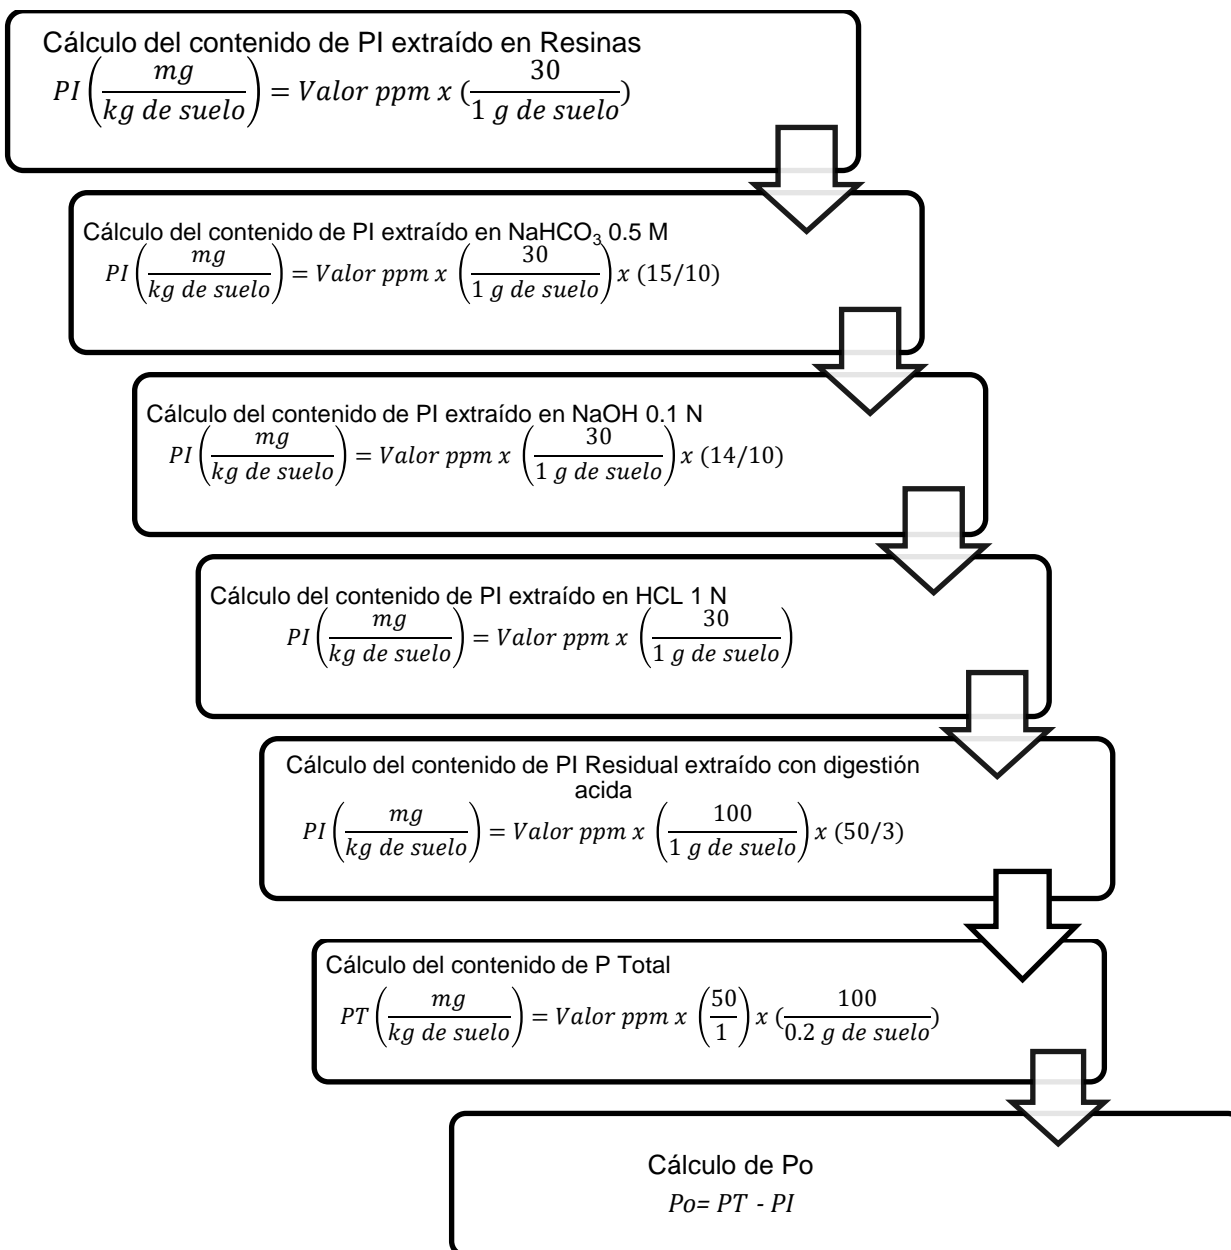 Cálculo del contenido de PI extraído en Resinas
PI (mg / kg de suelo) = Valor ppm x (30 / 1 g de suelo)
Cálculo del contenido de PI extraído en NaHCO₃ 0.5 M
PI (mg / kg de suelo) = Valor ppm x (30 / 1 g de suelo) x (15/10)
Cálculo del contenido de PI extraído en NaOH 0.1 N
PI (mg / kg de suelo) = Valor ppm x (30 / 1 g de suelo) x (14/10)
Cálculo del contenido de PI extraído en HCL 1 N
PI (mg / kg de suelo) = Valor ppm x (30 / 1 g de suelo)
Cálculo del contenido de PI Residual extraído con digestión
acida
PI (mg / kg de suelo) = Valor ppm x (100 / 1 g de suelo) x (50/3)
Cálculo del contenido de P Total
PT (mg / kg de suelo) = Valor ppm x (50 / 1) x (100 / 0.2 g de suelo)
Cálculo de Po
Po= PT - PI